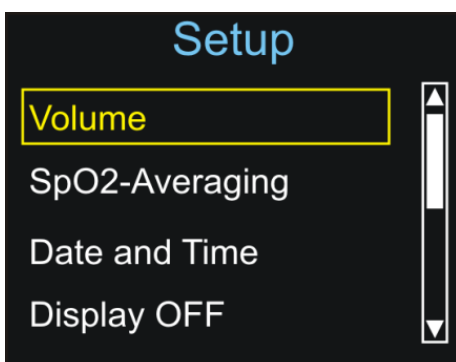 Setup
Volume
SpO2-Averaging
Date and Time
Display OFF